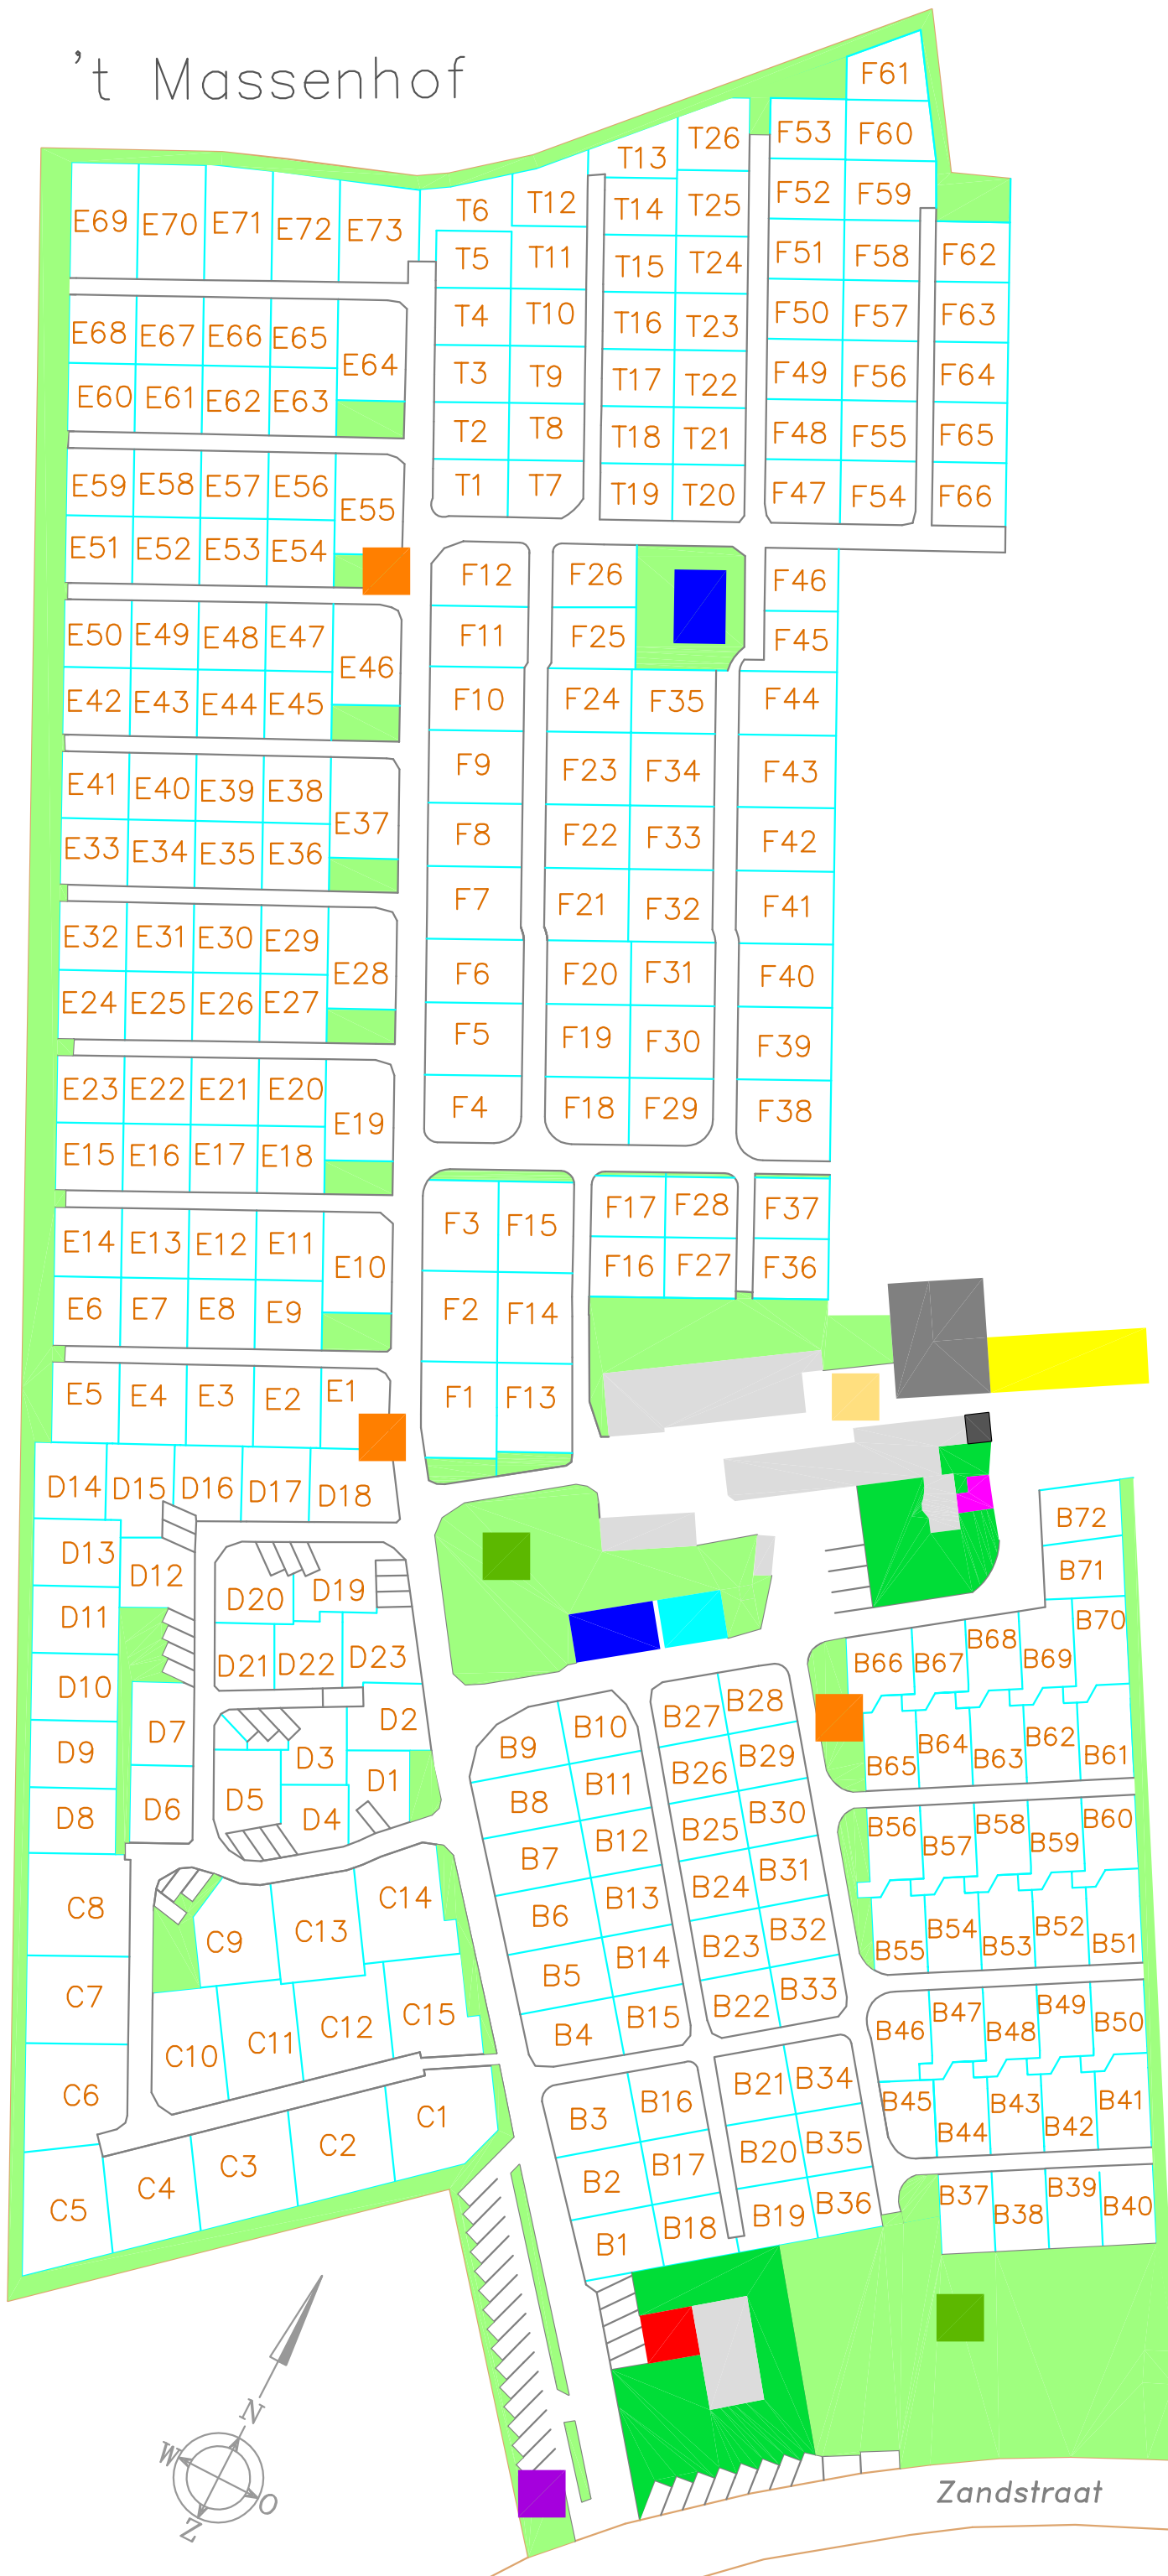 't Massenhof
F61
T26 F53 F60
T13
T6 T12 T14 T25 F52 F59
E69 E70 E71 E72 E73
T5 T11 T15 T24 F51 F58 F62
E68 E67 E66 E65 T4 T10 T16 T23 F50 F57 F63
E64
T3 T9 T17 T22 F49 F56 F64
E60 E61 E62 E63
T2 T8 T18 T21 F48 F55 F65
E59 E58 E57 E56 T1 T7 T19 T20 F47 F54 F66
E55
E51 E52 E53 E54
F12 F26 F46
E50 E49 E48 E47 F11 F25 F45
E46
E42 E43 E44 E45 F10 F24 F35 F44
E41 E40 E39 E38 F9 F23 F34 F43
E37
E33 E34 E35 E36 F8 F22 F33 F42
F7 F21 F32 F41
E32 E31 E30 E29
E28 F6 F20 F31 F40
E24 E25 E26 E27
F5 F19 F30 F39
E23 E22 E21 E20 F4 F18 F29 F38
E19
E15 E16 E17 E18
F3 F15 F17 F28 F37
E14 E13 E12 E11
E10 F16 F27 F36
E6 E7 E8 E9 F2 F14
E5 E4 E3 E2 E1 F1 F13
D14 D15 D16 D17 D18
B72
D13 D12 B71
D20 D19
D11 B70
D21 D22 D23 B66 B67 B68 B69
D10
D7 D2 B9 B10 B27 B28
D9 D3 B26 B29 B65 B64 B63 B62 B61
D8 D6 D5 D4 D1 B8 B11
B25 B30 B56 B57 B58 B59 B60
B7 B12
C8 C9 C13 C14 B6 B13 B24 B31
B23 B32 B55 B54 B53 B52 B51
C7 B5 B14
C10 C11 C12 C15 B4 B15 B22 B33 B46 B47 B48 B49 B50
C6 C1 B3 B16 B21 B34 B45 B44 B43 B42 B41
C5 C4 C3 C2 B2 B17 B20 B35
B1 B18 B19 B36 B37 B38 B39 B40
N
W
O
Z
Zandstraat